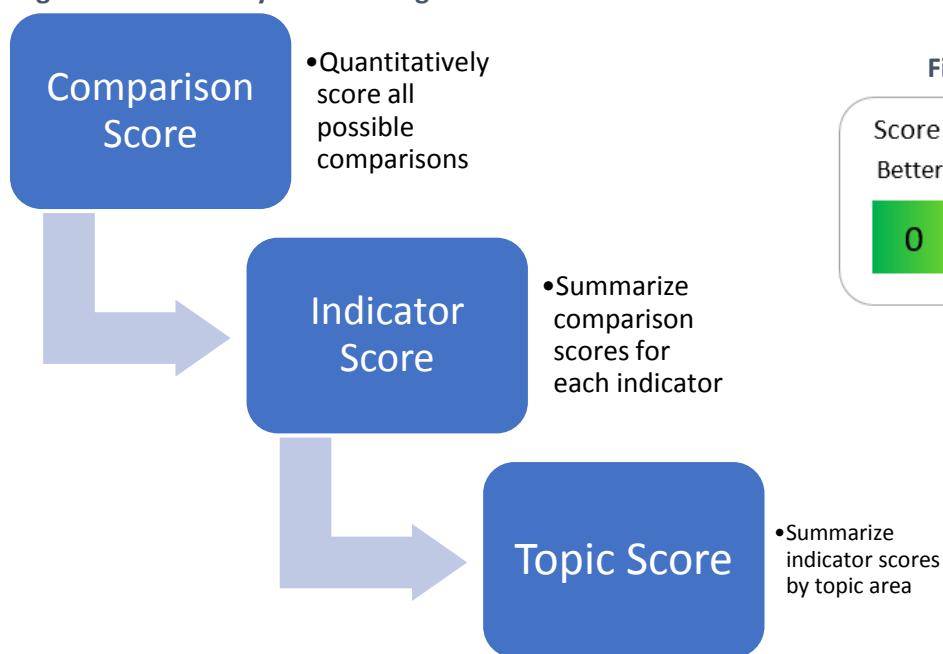 Comparison
Score
•Quantitatively
score all
possible
comparisons
Score
Better
0
Indicator
Score
•Summarize
comparison
scores for
each indicator
Topic Score
•Summarize
indicator scores
by topic area